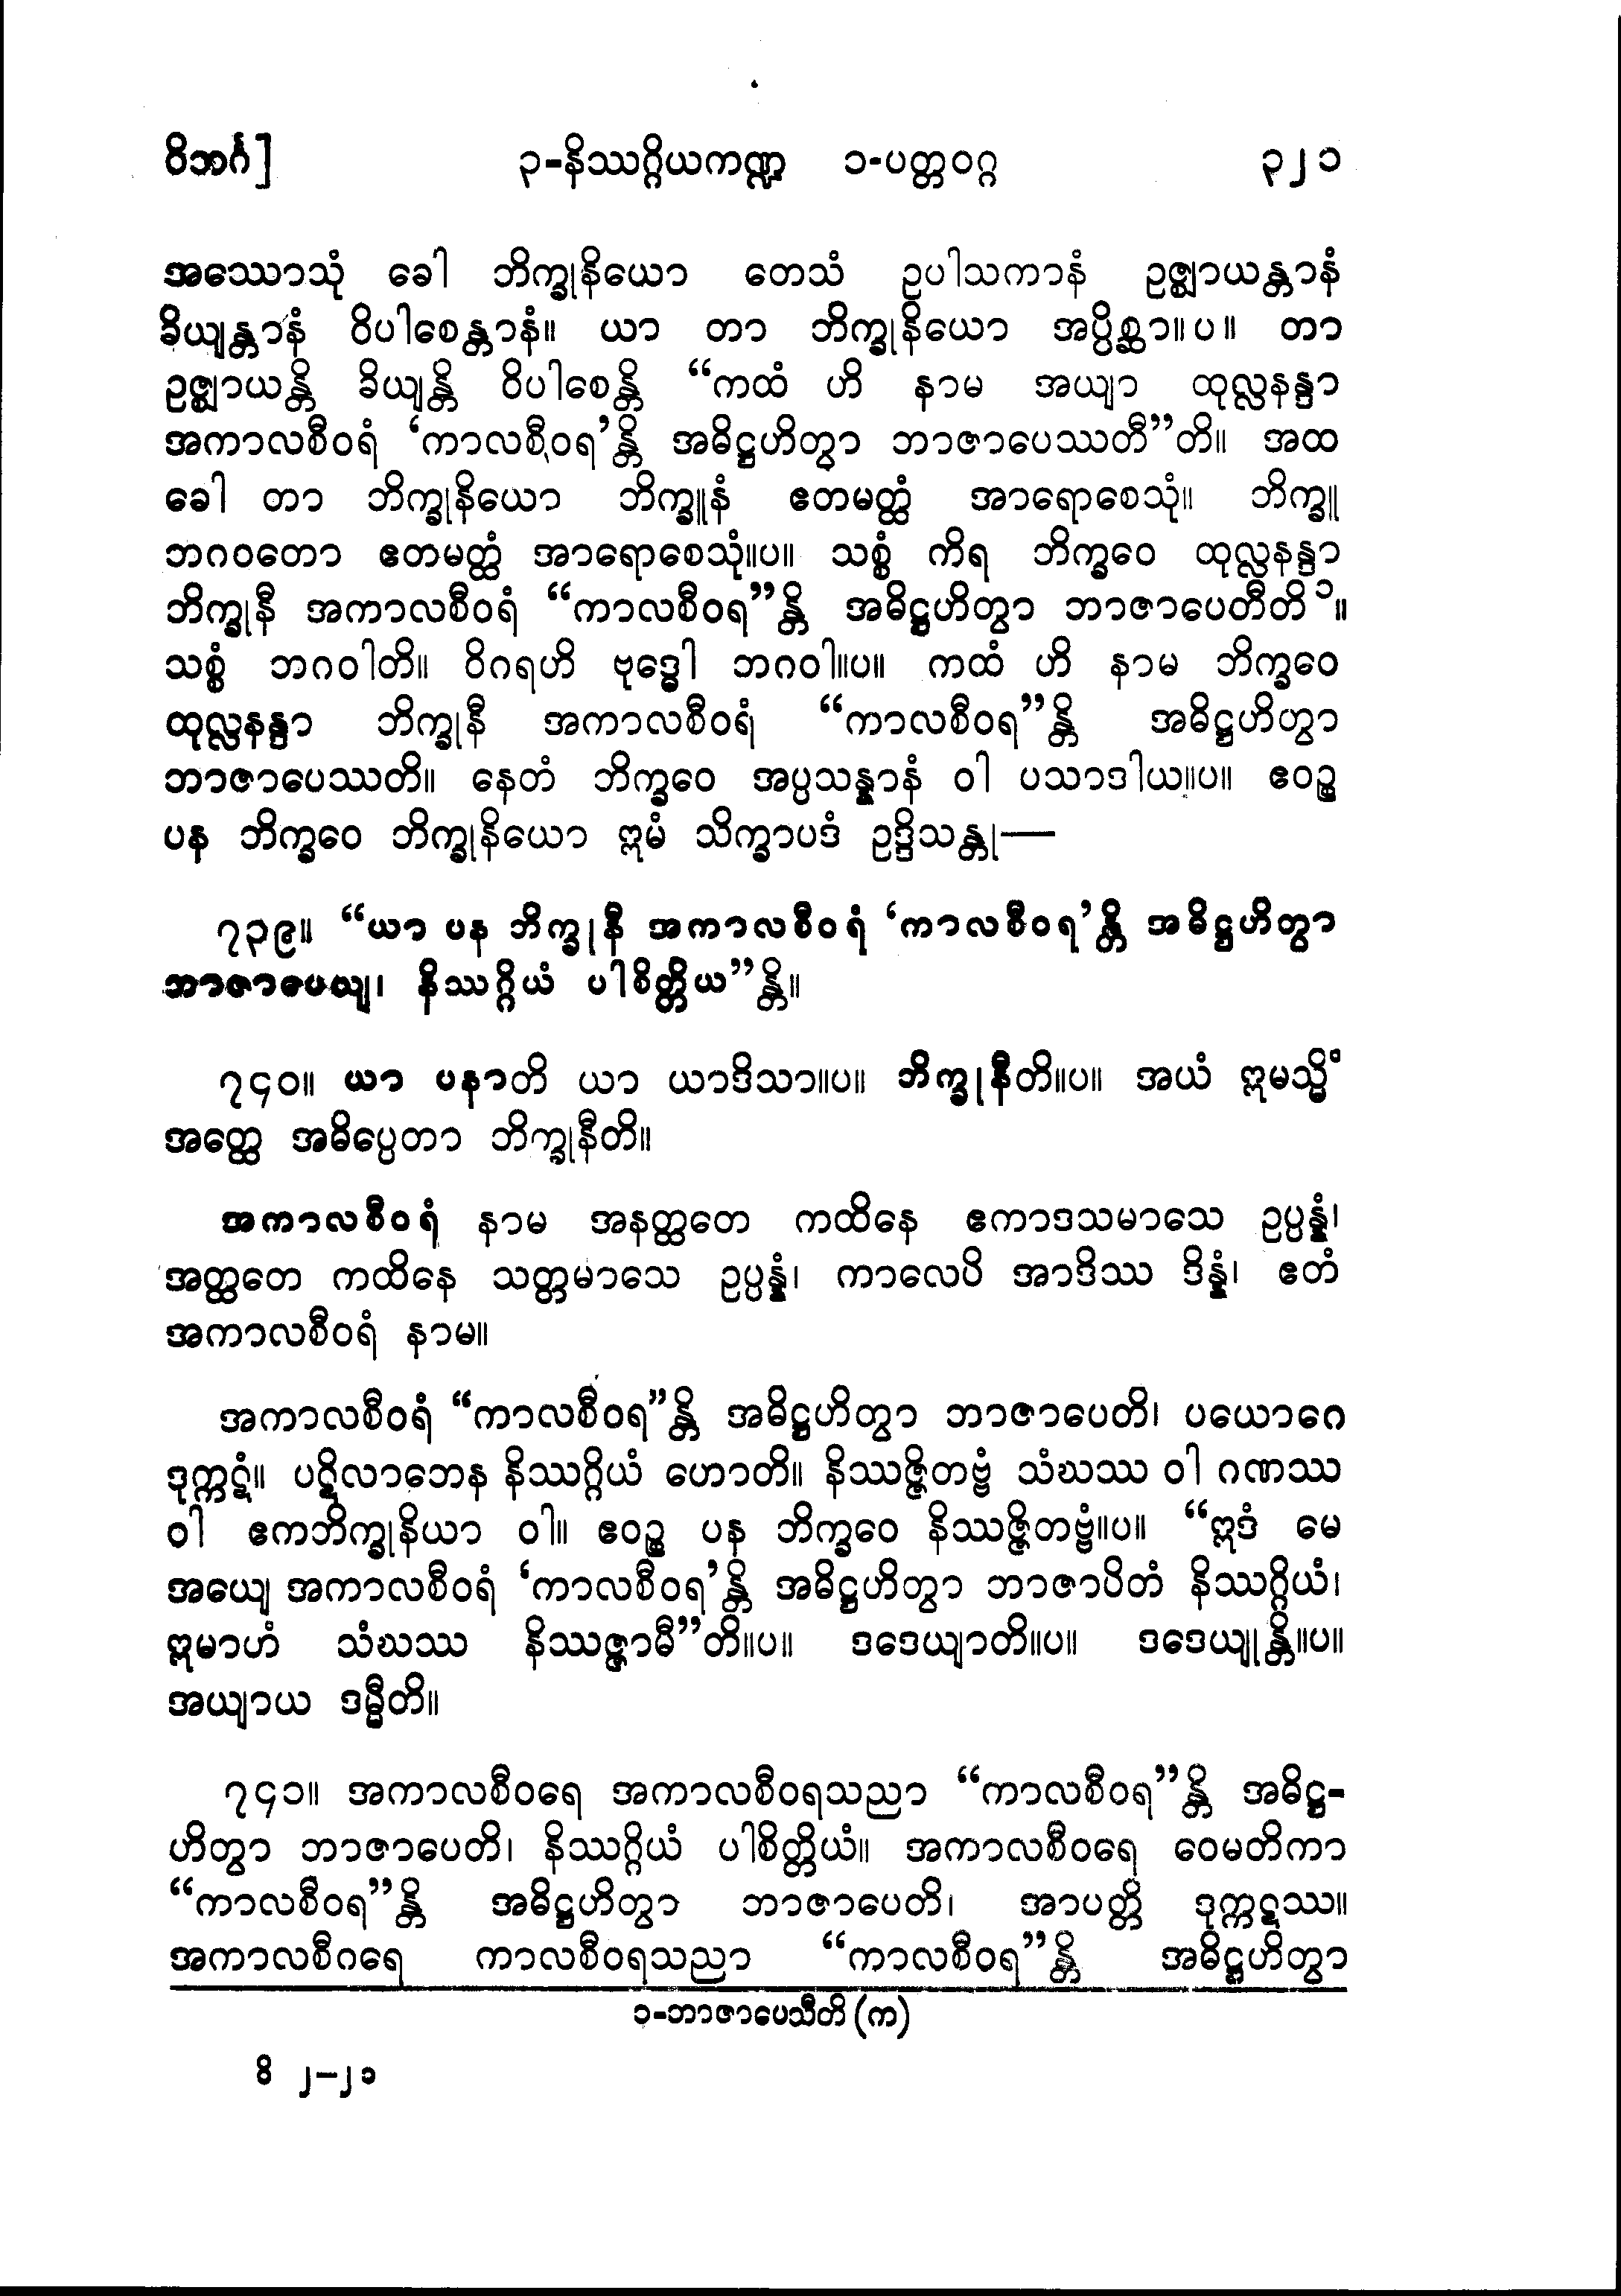 ဝိဘင်္ဂ] ၃-နိဿဂ္ဂိယကဏ္ဍ ၁-ပတ္တဝဂ္ဂ ၃၂၁
အဿောသုံ ခေါ ဘိက္ခုနိယော တေသံ ဥပါသကာနံ ဥဇ္ဈာယန္တာနံ
ခိယျန္တာနံ ဝိပါစေန္တာနံ။ ယာ တာ ဘိက္ခုနိယော အပ္ပိစ္ဆာ။ပ။ တာ
ဥဇ္ဈာယန္တိ ခိယျန္တိ ဝိပါစေန္တိ “ကထံ ဟိ နာမ အယျာ ထုလ္လနန္ဒာ
အကာလစီဝရံ ‘ကာလစီဝရ’န္တိ အဓိဋ္ဌဟိတွာ ဘာဇာပေဿတီ”တိ။ အထ
ခေါ တာ ဘိက္ခုနိယော ဘိက္ခူနံ ဧတမတ္ထံ အာရောစေသုံ။ ဘိက္ခူ
ဘဂဝတော ဧတမတ္ထံ အာရောစေသုံ။ပ။ သစ္စံ ကိရ ဘိက္ခဝေ ထုလ္လနန္ဒာ
ဘိက္ခုနီ အကာလစီဝရံ “ကာလစီဝရ”န္တိ အဓိဋ္ဌဟိတွာ ဘာဇာပေတီတိ၁။
သစ္စံ ဘဂဝါတိ။ ဝိဂရဟိ ဗုဒ္ဓေါ ဘဂဝါ။ပ။ ကထံ ဟိ နာမ ဘိက္ခဝေ
ထုလ္လနန္ဒာ ဘိက္ခုနီ အကာလစီဝရံ “ကာလစီဝရ”န္တိ အဓိဋ္ဌဟိတွာ
ဘာဇာပေဿတိ။ နေတံ ဘိက္ခဝေ အပ္ပသန္နာနံ ဝါ ပသာဒါယ။ပ။ ဧဝဉ္စ
ပန ဘိက္ခဝေ ဘိက္ခုနိယော ဣမံ သိက္ခာပဒံ ဥဒ္ဒိသန္တု—
၇၃၉။ “ယာ ပန ဘိက္ခုနီ အကာလစီဝရံ ‘ကာလစီဝရ’န္တိ အဓိဋ္ဌဟိတွာ
ဘာဇာပေယျ၊ နိဿဂ္ဂိယံ ပါစိတ္တိယ”န္တိ။
၇၄၀။ ယာ ပနာတိ ယာ ယာဒိသာ။ပ။ ဘိက္ခုနီတိ။ပ။ အယံ ဣမသ္မိံ
အတ္ထေ အဓိပ္ပေတာ ဘိက္ခုနီတိ။
အကာလစီဝရံ နာမ အနတ္ထတေ ကထိနေ ဧကာဒသမာသေ ဥပ္ပန္နံ၊
အတ္ထတေ ကထိနေ သတ္တမာသေ ဥပ္ပန္နံ၊ ကာလေပိ အာဒိဿ ဒိန္နံ၊ ဧတံ
အကာလစီဝရံ နာမ။
အကာလစီဝရံ “ကာလစီဝရ”န္တိ အဓိဋ္ဌဟိတွာ ဘာဇာပေတိ၊ ပယောဂေ
ဒုက္ကဋံ။ ပဋိလာဘေန နိဿဂ္ဂိယံ ဟောတိ။ နိဿဇ္ဇိတဗ္ဗံ သံဃဿ ဝါ ဂဏဿ
ဝါ ဧကဘိက္ခုနိယာ ဝါ။ ဧဝဉ္စ ပန ဘိက္ခဝေ နိဿဇ္ဇိတဗ္ဗံ။ပ။ “ဣဒံ မေ
အယျေ အကာလစီဝရံ ‘ကာလစီဝရ’န္တိ အဓိဋ္ဌဟိတွာ ဘာဇာပိတံ နိဿဂ္ဂိယံ၊
ဣမာဟံ သံဃဿ နိဿဇ္ဇာမီ”တိ။ပ။ ဒဒေယျာတိ။ပ။ ဒဒေယျုန္တိ။ပ။
အယျာယ ဒမ္မီတိ။
၇၄၁။ အကာလစီဝရေ အကာလစီဝရသညာ “ကာလစီဝရ”န္တိ အဓိဋ္ဌ-
ဟိတွာ ဘာဇာပေတိ၊ နိဿဂ္ဂိယံ ပါစိတ္တိယံ။ အကာလစီဝရေ ဝေမတိကာ
“ကာလစီဝရ”န္တိ အဓိဋ္ဌဟိတွာ ဘာဇာပေတိ၊ အာပတ္တိ ဒုက္ကဋဿ။
အကာလစီဂရေ ကာလစီဝရသညာ “ကာလစီဝရ”န္တိ အဓိဋ္ဌဟိတွာ
၁-ဘာဇာပေသီတိ (က)
ဝိ ၂–၂၁